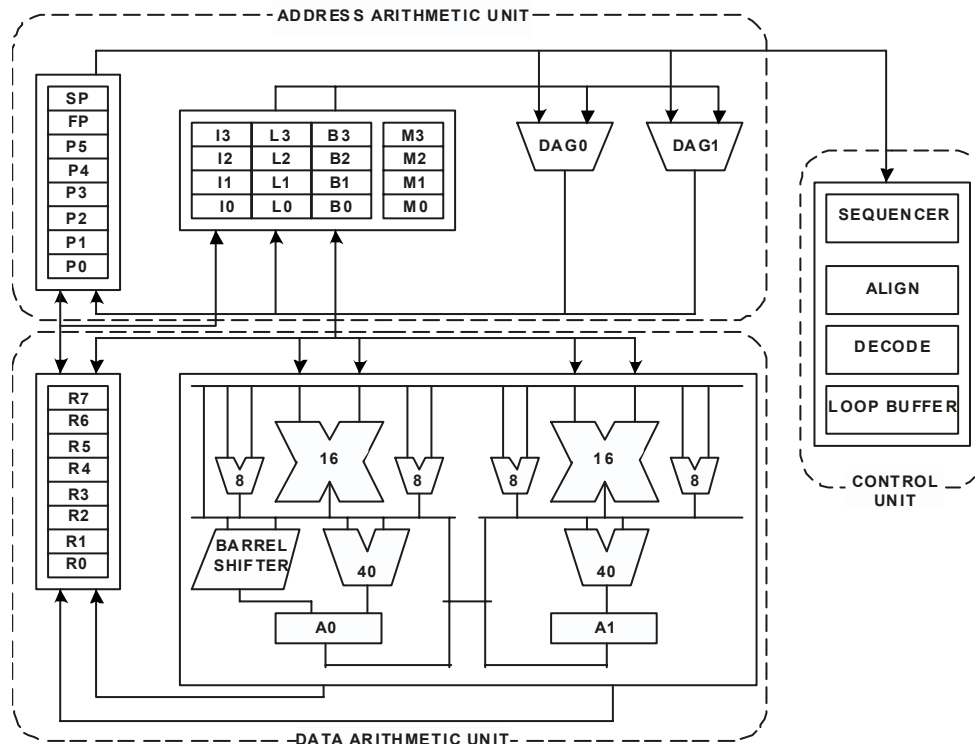 ADDRESS ARITHMETIC UNIT
SP
FP
P5
P4
P3
P2
P1
P0
I3 L3 B3 M3
I2 L2 B2 M2
I1 L1 B1 M1
I0 L0 B0 M0
DAG0
DAG1
SEQUENCER
ALIGN
DECODE
LOOP BUFFER
CONTROL
UNIT
R7
R6
R5
R4
R3
R2
R1
R0
8
16
8
8
16
8
BARREL
SHIFTER
40
40
A0
A1
DATA ARITHMETIC UNIT